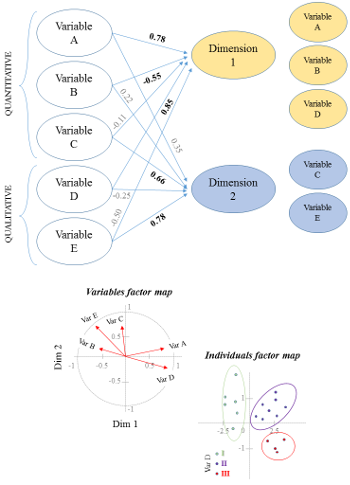 QUANTITATIVE
QUALITATIVE
Variable
A
Variable
B
Variable
C
Variable
D
Variable
E
0.78
-0.55
0.22
0.85
-0.11
0.35
0.66
-0.25
-0.50
0.78
Dimension
1
Dimension
2
Variable
A
Variable
B
Variable
D
Variable
C
Variable
E
Variables factor map
1
Var E
Var C
0.5
Var B
Var A
-1
-0.5
0.5
1
Var D
-0.5
-1
Dim 2
Dim 1
Individuals factor map
1
-2.5
0
2.5
-1
Var D
I
II
III